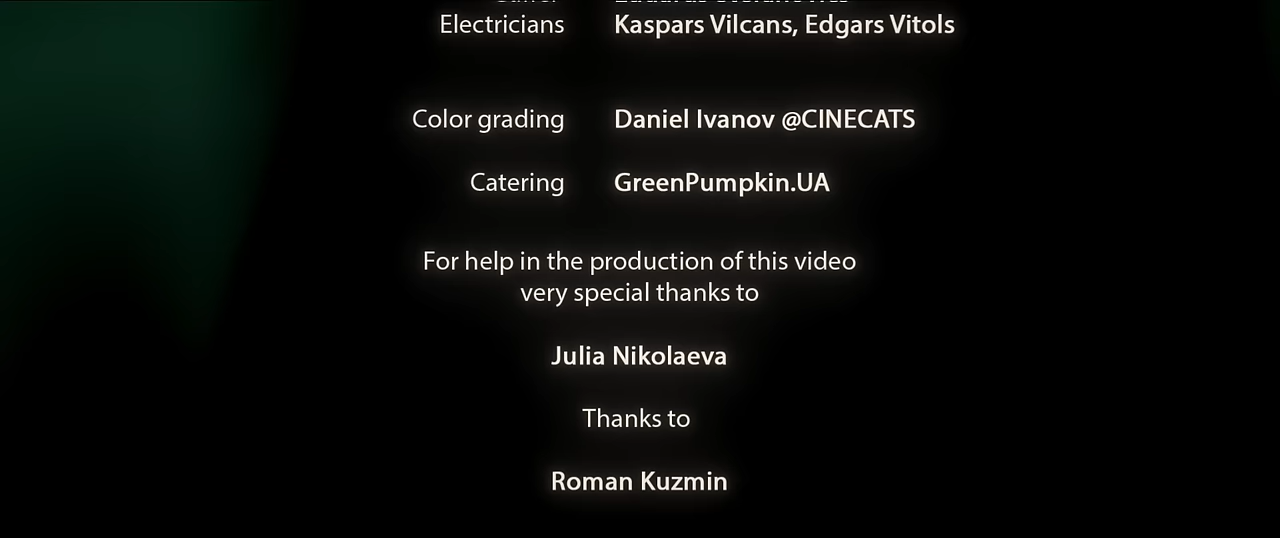 Electricians Kaspars Vilcans, Edgars Vitols
Color grading Daniel Ivanov @CINECATS
Catering GreenPumpkin.UA
For help in the production of this video
very special thanks to
Julia Nikolaeva
Thanks to
Roman Kuzmin